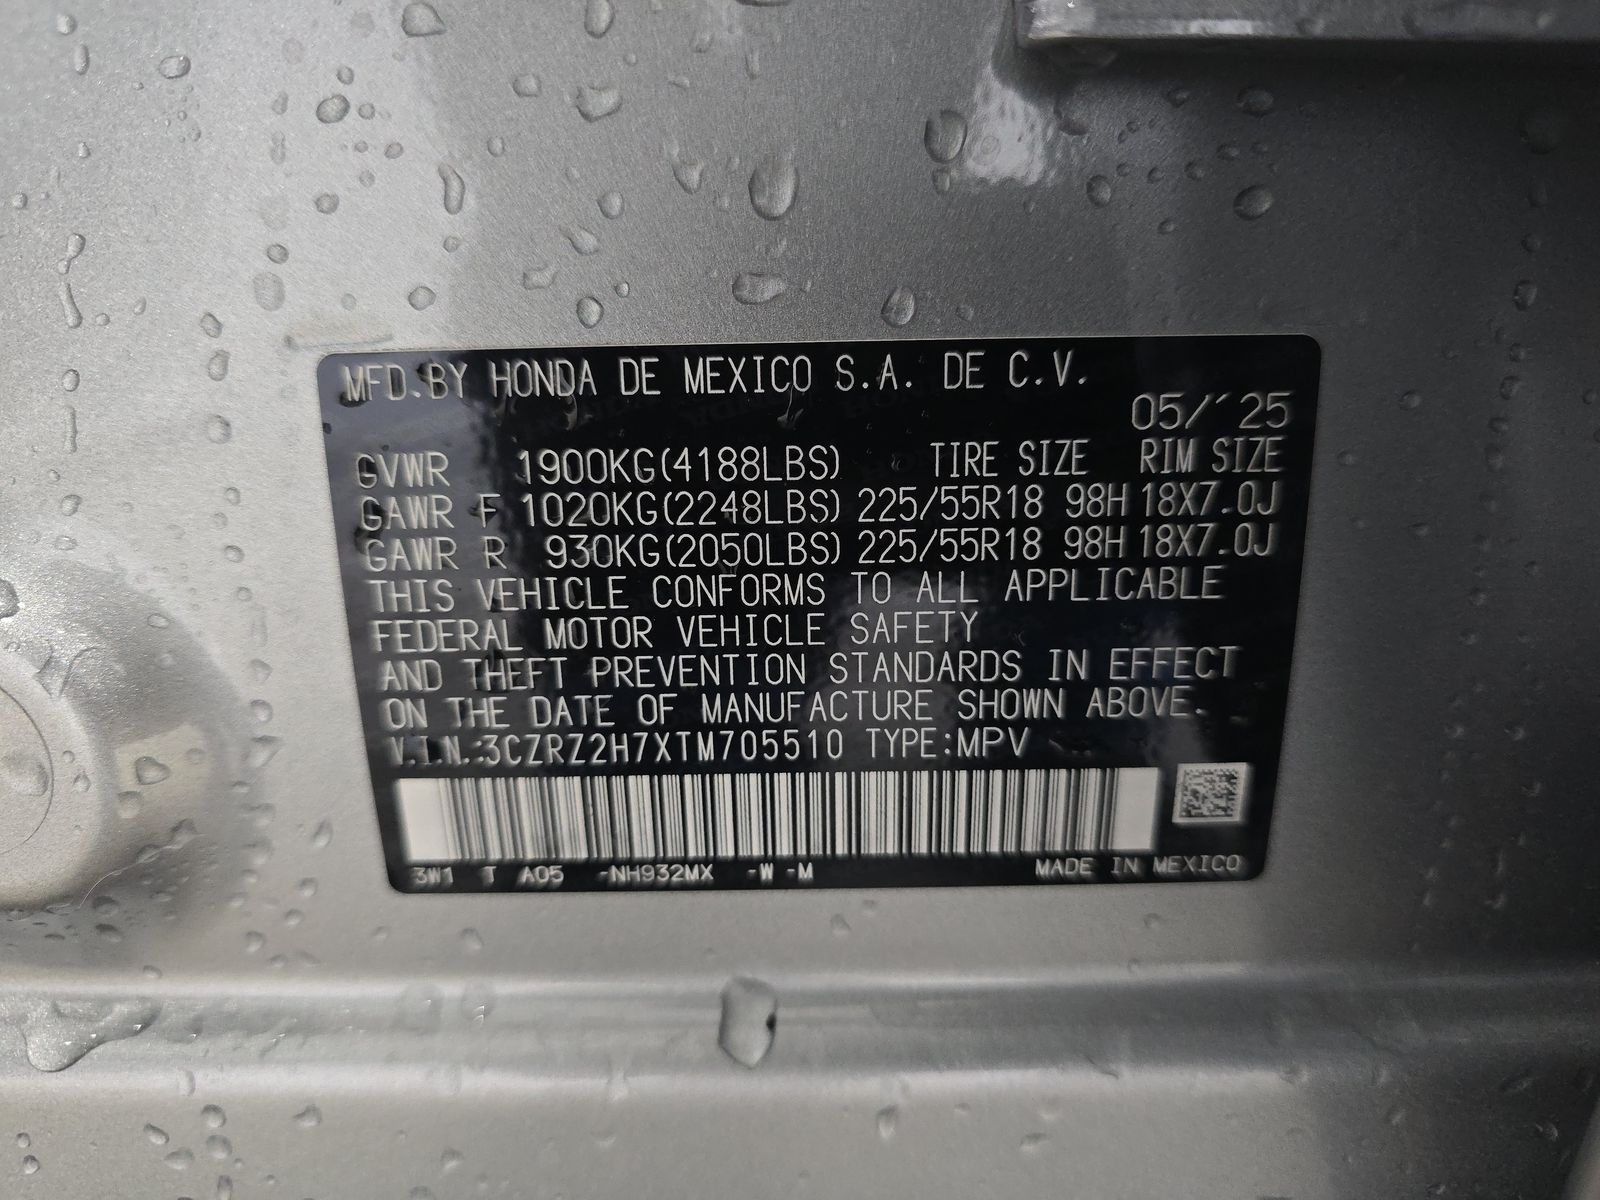 MFD.BY HONDA DE MEXICO S.A. DE C.V.
05/´25
GVWR 1900KG(4188LBS) TIRE SIZE RIM SIZE
GAWR F 1020KG(2248LBS) 225/55R18 98H 18X7.0J
GAWR R 930KG(2050LBS) 225/55R18 98H 18X7.0J
THIS VEHICLE CONFORMS TO ALL APPLICABLE
FEDERAL MOTOR VEHICLE SAFETY
AND THEFT PREVENTION STANDARDS IN EFFECT
ON THE DATE OF MANUFACTURE SHOWN ABOVE.
V.I.N.:3CZRZ2H7XTM705510 TYPE:MPV
3W1 T A05 -NH932MX -W -M MADE IN MEXICO